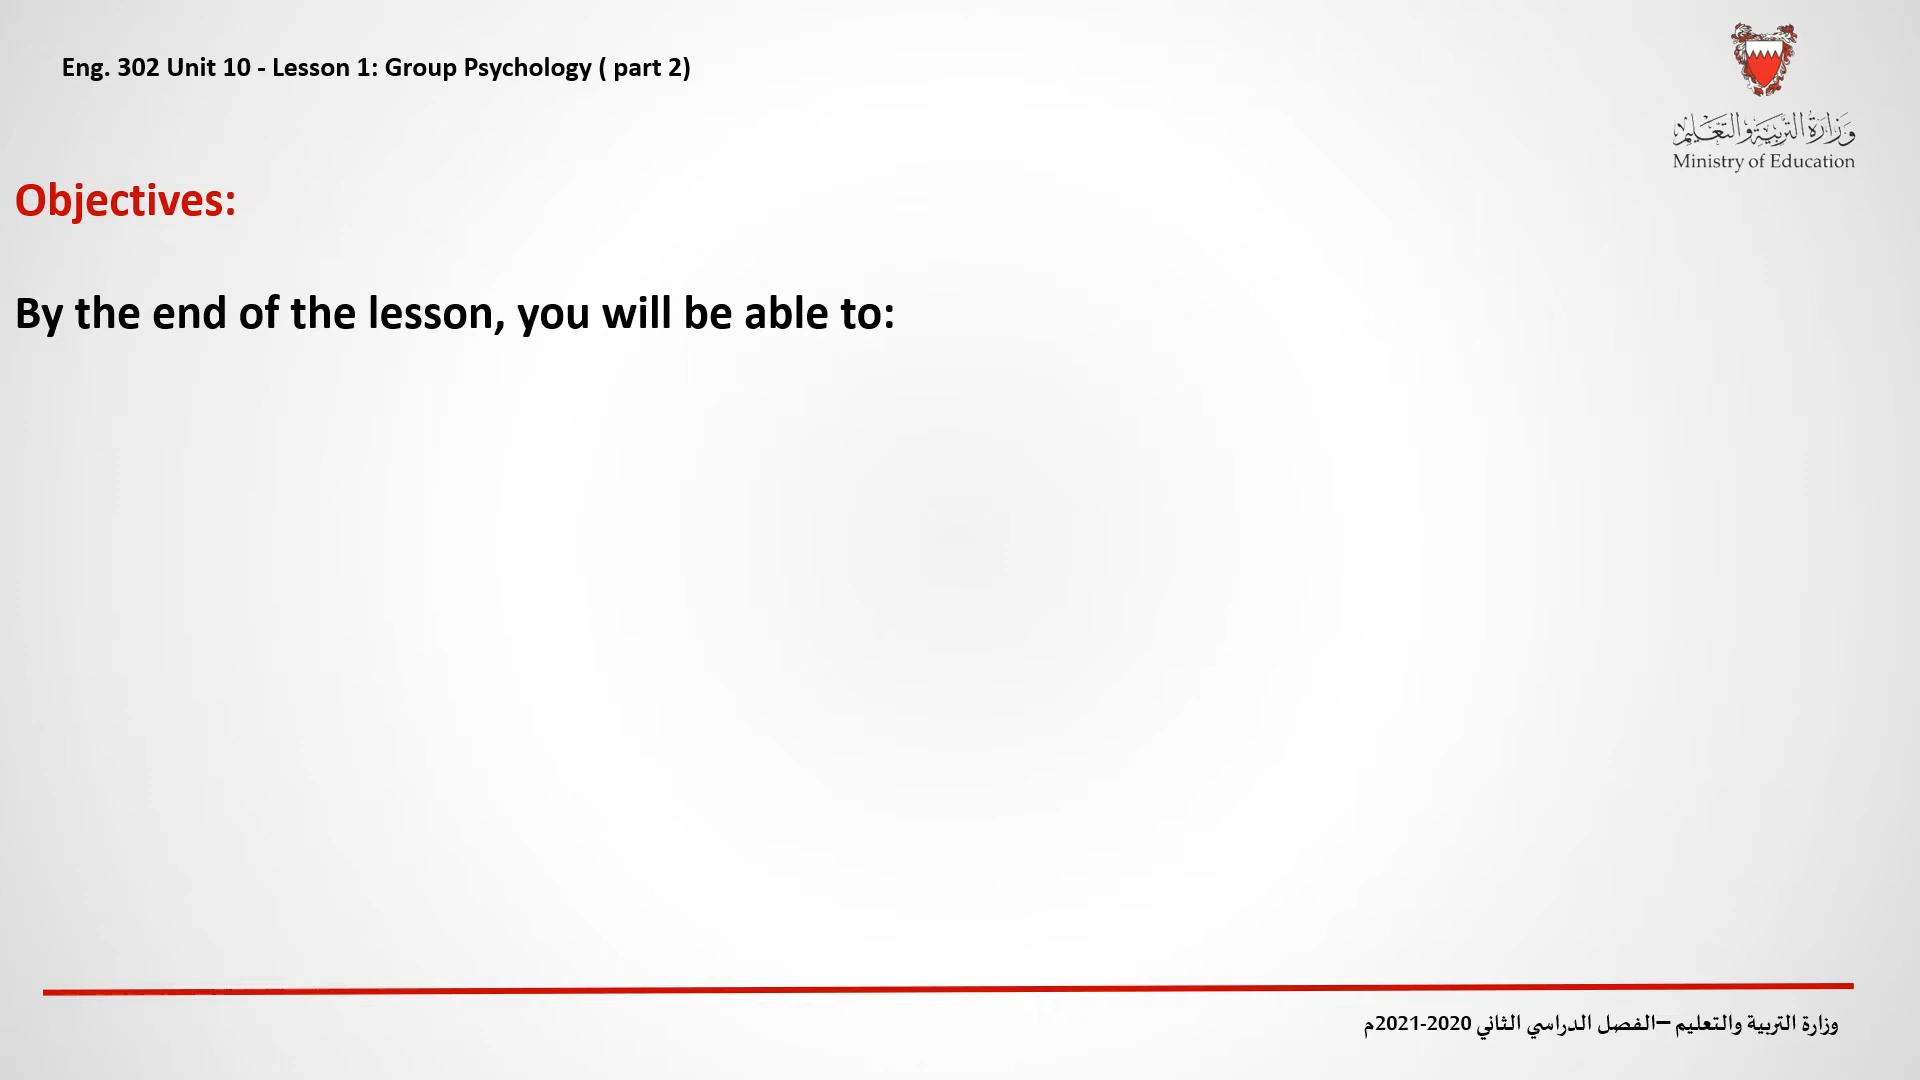 Eng. 302 Unit 10 - Lesson 1: Group Psychology ( part 2)
وزارة التربية والتعليم
Ministry of Education
Objectives:
By the end of the lesson, you will be able to:
وزارة التربية والتعليم –الفصل الدراسي الثاني 2020-2021م